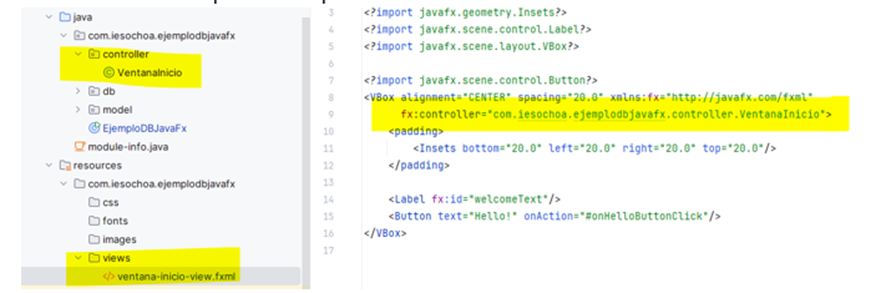 java
com.iesochoa.ejemplodbjavafx
controller
VentanaInicio
db
model
EjemploDBJavaFx
module-info.java
resources
com.iesochoa.ejemplodbjavafx
css
fonts
images
views
ventana-inicio-view.fxml
3 <?import javafx.geometry.Insets?>
4 <?import javafx.scene.control.Label?>
5 <?import javafx.scene.layout.VBox?>
6
7 <?import javafx.scene.control.Button?>
8 <VBox alignment="CENTER" spacing="20.0" xmlns:fx="http://javafx.com/fxml"
9 fx:controller="com.iesochoa.ejemplodbjavafx.controller.VentanaInicio">
10 <padding>
11 <Insets bottom="20.0" left="20.0" right="20.0" top="20.0"/>
12 </padding>
13
14 <Label fx:id="welcomeText"/>
15 <Button text="Hello!" onAction="#onHelloButtonClick"/>
16 </VBox>
17